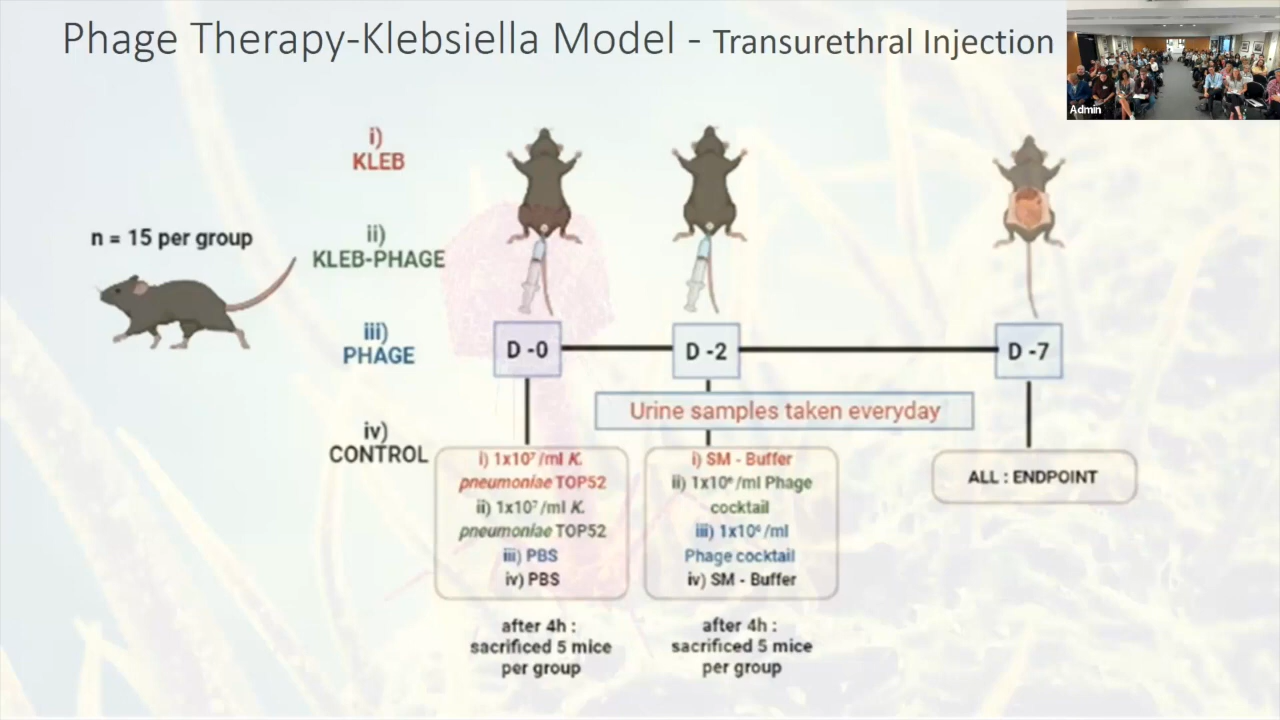 Phage Therapy-Klebsiella Model - Transurethral Injection
Admin
i)
KLEB
n = 15 per group
ii)
KLEB-PHAGE
iii)
PHAGE
iv)
CONTROL
D -0
D -2
D -7
Urine samples taken everyday
i) 1x10⁷/ml K.
pneumoniae TOP52
ii) 1x10⁷/ml K.
pneumoniae TOP52
iii) PBS
iv) PBS
i) SM - Buffer
ii) /ml Phage
cocktail
iii) /ml
Phage cocktail
iv) SM - Buffer
ALL : ENDPOINT
after 4h :
sacrificed 5 mice
per group
after 4h :
sacrificed 5 mice
per group